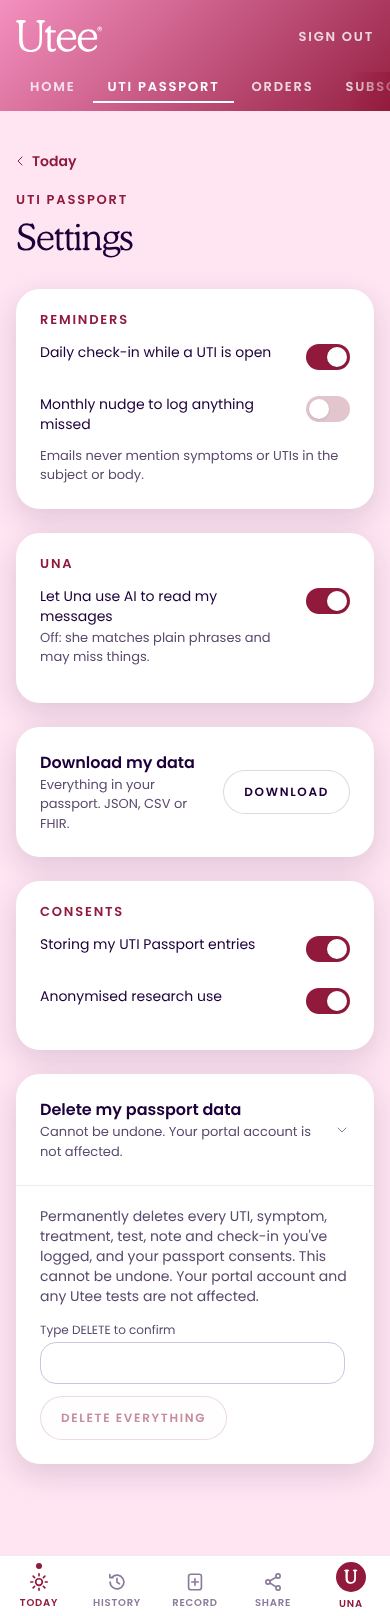 Utee®
SIGN OUT
HOME
UTI PASSPORT
ORDERS
SUBSC
Today
UTI PASSPORT
Settings
REMINDERS
Daily check-in while a UTI is open
Monthly nudge to log anything
missed
Emails never mention symptoms or UTIs in the
subject or body.
UNA
Let Una use AI to read my
messages
Off: she matches plain phrases and
may miss things.
Download my data
Everything in your
passport. JSON, CSV or
FHIR.
DOWNLOAD
CONSENTS
Storing my UTI Passport entries
Anonymised research use
Delete my passport data
Cannot be undone. Your portal account is
not affected.
Permanently deletes every UTI, symptom,
treatment, test, note and check-in you've
logged, and your passport consents. This
cannot be undone. Your portal account and
any Utee tests are not affected.
Type DELETE to confirm
DELETE EVERYTHING
U
TODAY
HISTORY
RECORD
SHARE
UNA